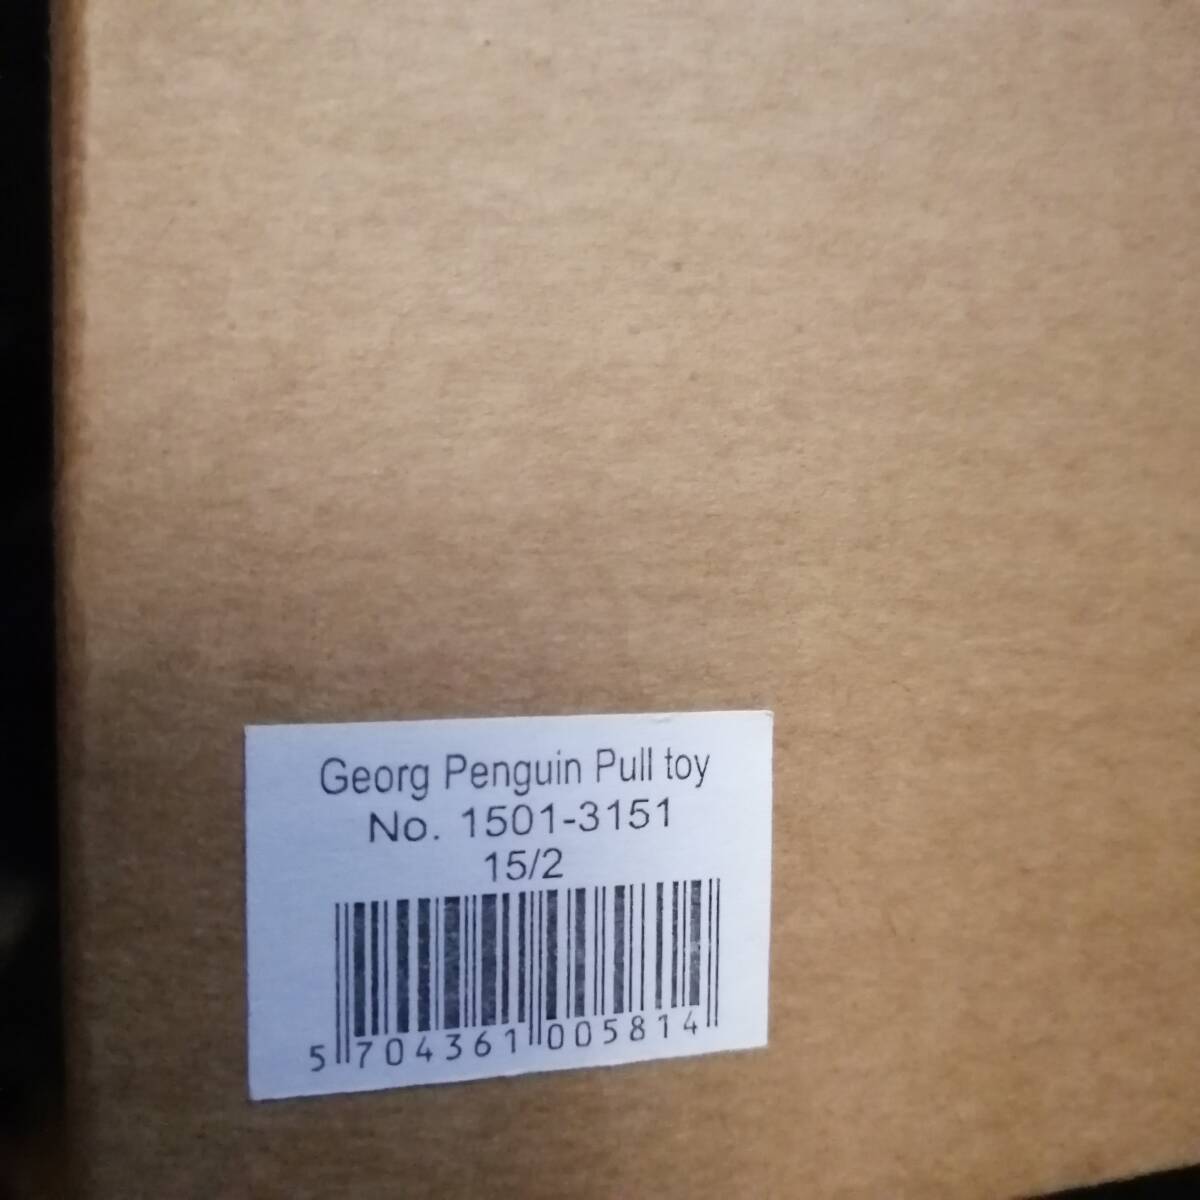 Georg Penguin Pull toy
No. 1501-3151
15/2
5 704361 005814